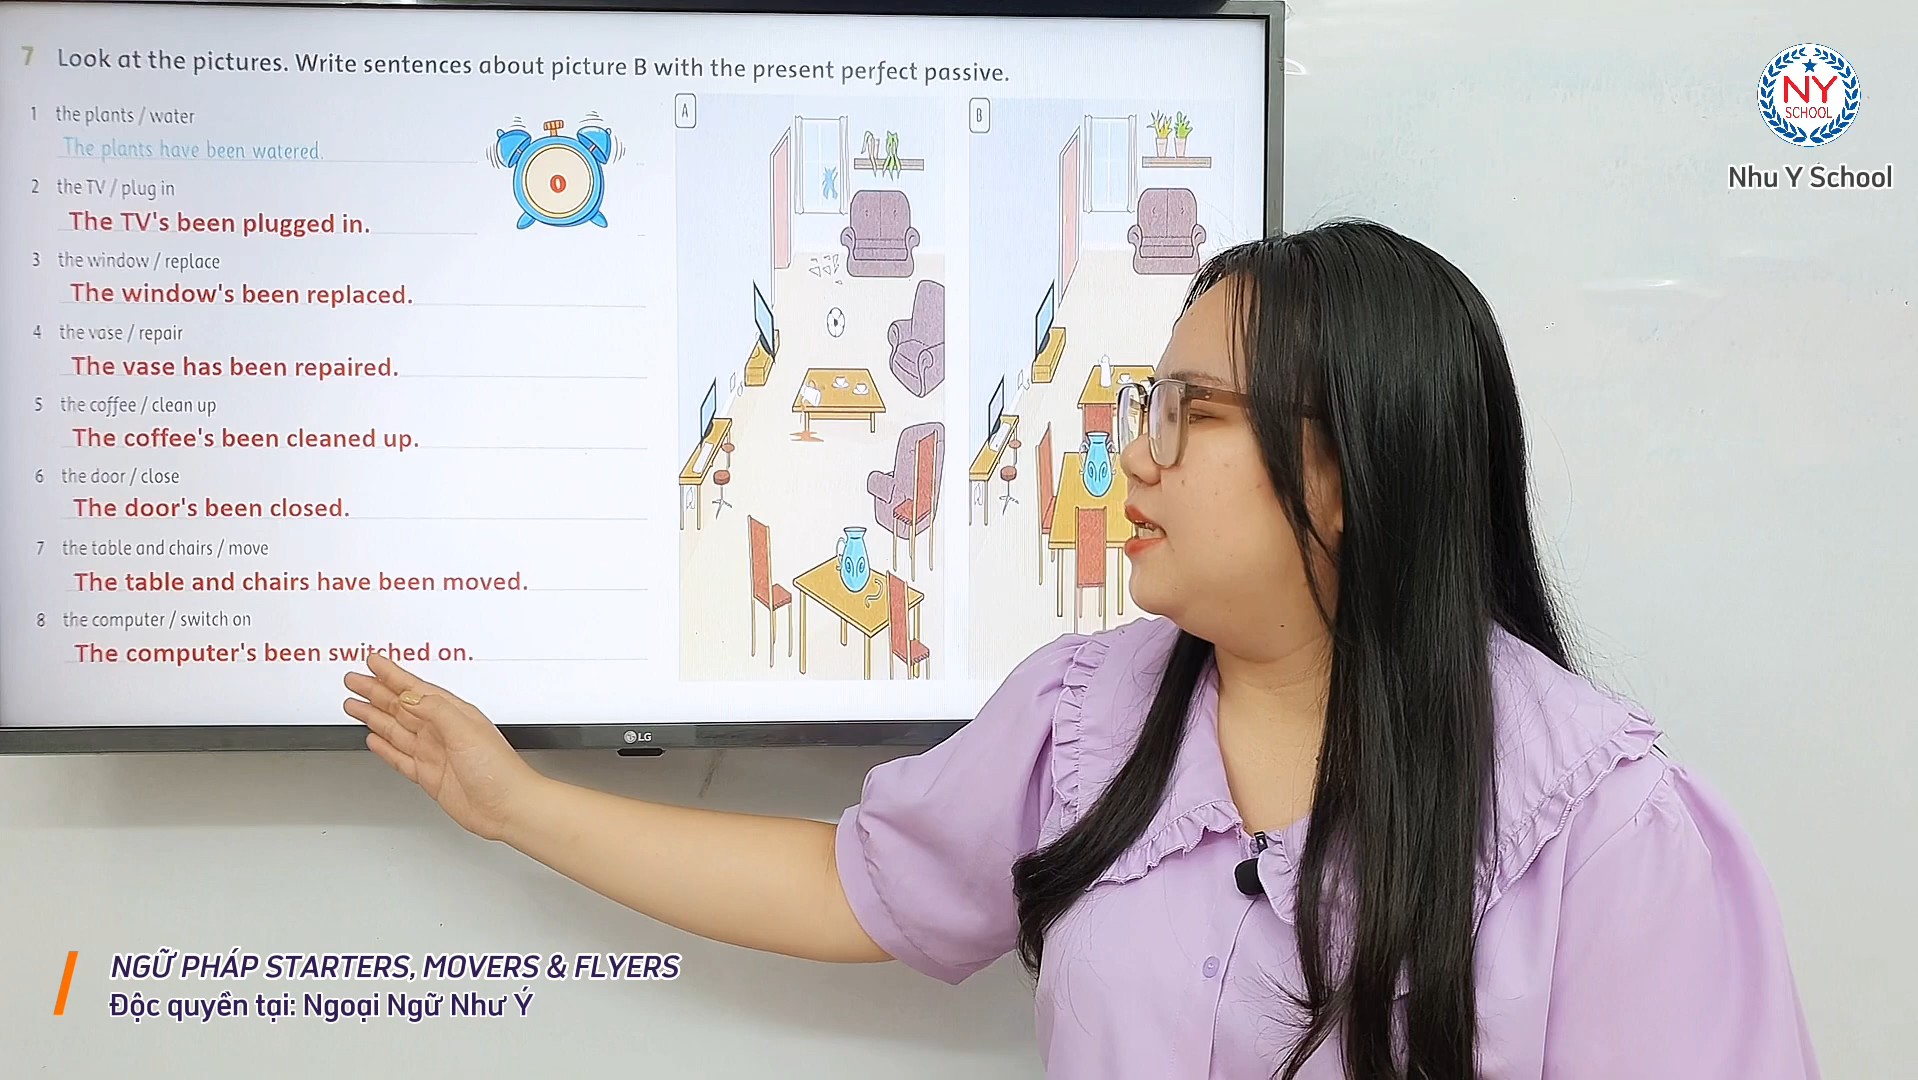 7 Look at the pictures. Write sentences about picture B with the present perfect passive.
1 the plants / water
The plants have been watered.
2 the TV / plug in
The TV's been plugged in.
3 the window / replace
The window's been replaced.
4 the vase / repair
The vase has been repaired.
5 the coffee / clean up
The coffee's been cleaned up.
6 the door / close
The door's been closed.
7 the table and chairs / move
The table and chairs have been moved.
8 the computer / switch on
The computer's been switched on.
0
A
B
LG
NY
SCHOOL
Nhu Y School
NGỮ PHÁP STARTERS, MOVERS & FLYERS
Độc quyền tại: Ngoại Ngữ Như Ý